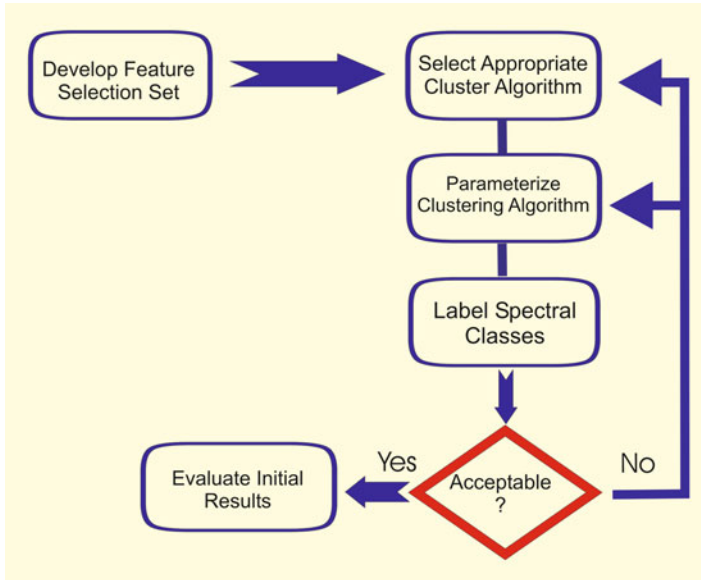 Develop Feature
Selection Set
Select Appropriate
Cluster Algorithm
Parameterize
Clustering Algorithm
Label Spectral
Classes
Acceptable
?
Yes
No
Evaluate Initial
Results